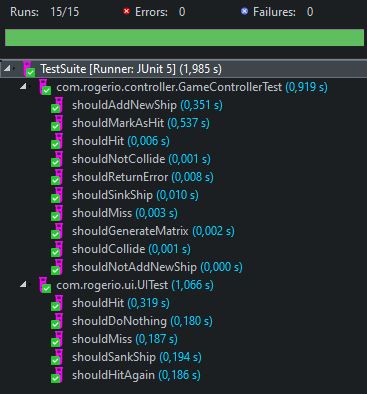 Runs: 15/15 Errors: 0 Failures: 0
TestSuite [Runner: JUnit 5] (1,985 s)
com.rogerio.controller.GameControllerTest (0,919 s)
shouldAddNewShip (0,351 s)
shouldMarkAsHit (0,537 s)
shouldHit (0,006 s)
shouldNotCollide (0,001 s)
shouldReturnError (0,008 s)
shouldSinkShip (0,010 s)
shouldMiss (0,003 s)
shouldGenerateMatrix (0,002 s)
shouldCollide (0,001 s)
shouldNotAddNewShip (0,000 s)
com.rogerio.ui.UITest (1,066 s)
shouldHit (0,319 s)
shouldDoNothing (0,180 s)
shouldMiss (0,187 s)
shouldSankShip (0,194 s)
shouldHitAgain (0,186 s)